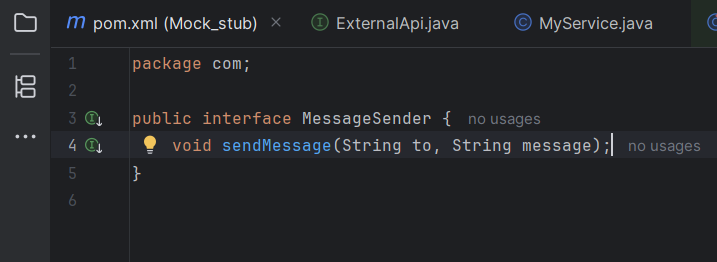 pom.xml (Mock_stub) ExternalApi.java MyService.java
1 package com;
2
3 public interface MessageSender { no usages
4 void sendMessage(String to, String message); no usages
5 }
6